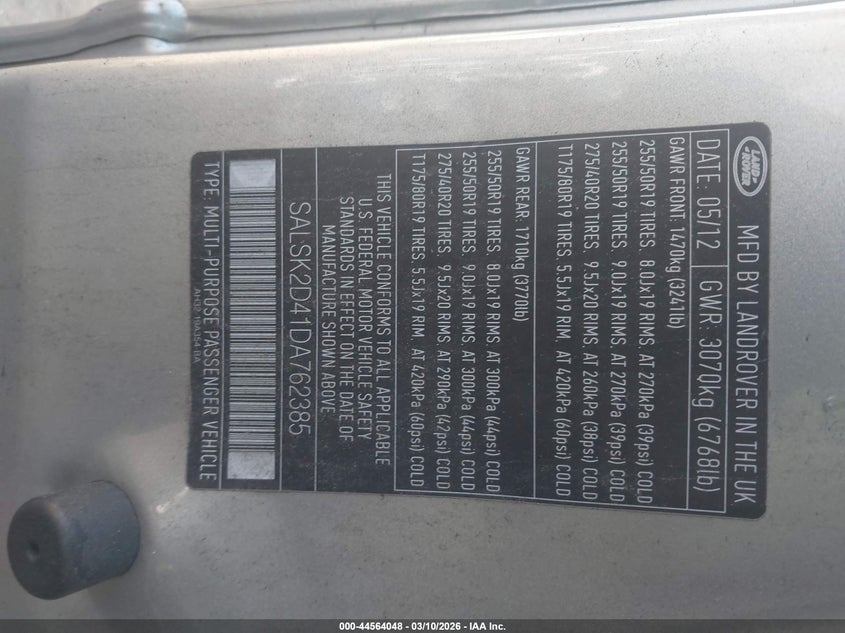 LAND ROVER
MFD BY LANDROVER IN THE UK
DATE: 05/12 GWR: 3070kg (6768lb)
GAWR FRONT: 1470kg (3241lb)
255/50R19 TIRES, 8.0Jx19 RIM, AT 270kPa (39psi) COLD
255/50R19 TIRES, 9.0Jx19 RIMS, AT 270kPa (39psi) COLD
275/40R20 TIRES, 9.5Jx20 RIMS, AT 260kPa (38psi) COLD
T175/80R19 TIRES, 5.5Jx19 RIM, AT 420kPa (60psi) COLD
GAWR REAR: 1710kg (3770lb)
255/50R19 TIRES, 8.0Jx19 RIMS, AT 300kPa (44psi) COLD
255/50R19 TIRES, 9.0Jx19 RIMS, AT 300kPa (44psi) COLD
275/40R20 TIRES, 9.5Jx20 RIMS, AT 290kPa (42psi) COLD
T175/80R19 TIRES, 5.5Jx19 RIM, AT 420kPa (60psi) COLD
THIS VEHICLE CONFORMS TO ALL APPLICABLE
U.S. FEDERAL MOTOR VEHICLE SAFETY
STANDARDS IN EFFECT ON THE DATE OF
MANUFACTURE SHOWN ABOVE
SALSK2D41DA762385
TYPE: MULTI-PURPOSE PASSENGER VEHICLE
000-44564048 — 03/10/2026 — IAA Inc.